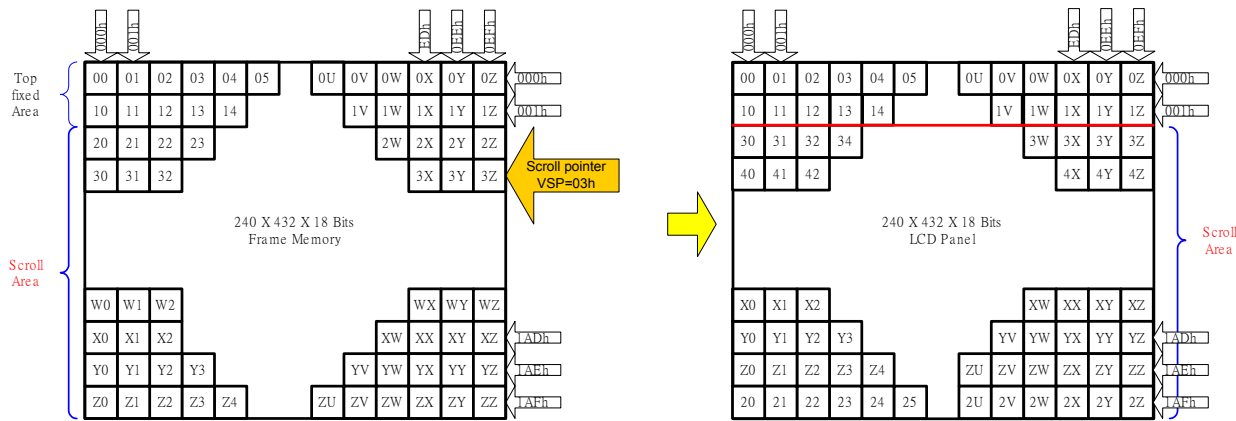 000h 001h EDh 0EEh 0EFh
Top
fixed
Area
00 01 02 03 04 05 0U 0V 0W 0X 0Y 0Z 000h
10 11 12 13 14 1V 1W 1X 1Y 1Z 001h
20 21 22 23 2W 2X 2Y 2Z
30 31 32 3X 3Y 3Z
Scroll pointer
VSP=03h
240 X 432 X 18 Bits
Frame Memory
Scroll
Area
W0 W1 W2 WX WY WZ
X0 X1 X2 XW XX XY XZ 1ADh
Y0 Y1 Y2 Y3 YV YW YX YY YZ 1AEh
Z0 Z1 Z2 Z3 Z4 ZU ZV ZW ZX ZY ZZ 1AFh
000h 001h EDh 0EEh 0EFh
00 01 02 03 04 05 0U 0V 0W 0X 0Y 0Z 000h
10 11 12 13 14 1V 1W 1X 1Y 1Z 001h
30 31 32 34 3W 3X 3Y 3Z
40 41 42 4X 4Y 4Z
240 X 432 X 18 Bits
LCD Panel
Scroll
Area
X0 X1 X2 XW XX XY XZ
Y0 Y1 Y2 Y3 YV YW YX YY YZ 1ADh
Z0 Z1 Z2 Z3 Z4 ZU ZV ZW ZX ZY ZZ 1AEh
20 21 22 23 24 25 2U 2V 2W 2X 2Y 2Z 1AFh